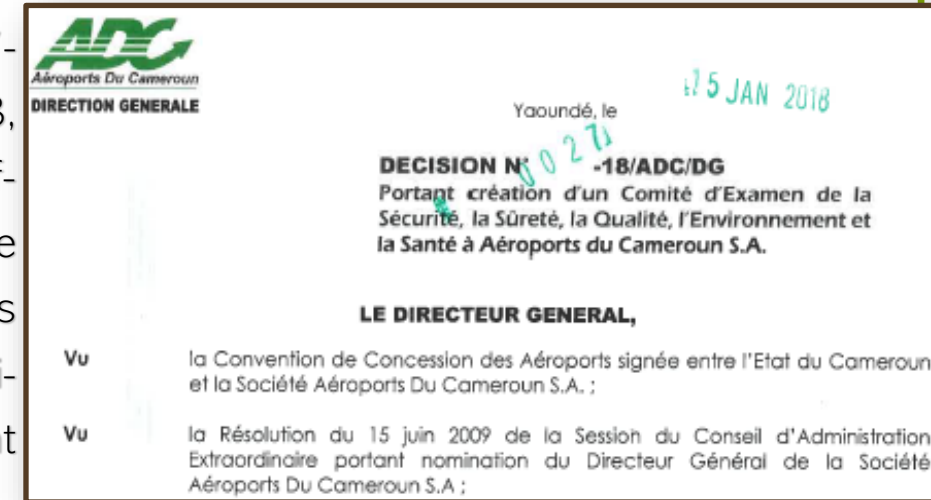 ADC
Aéroports Du Cameroun
DIRECTION GENERALE
Yaoundé, le
5 JAN 2018
DECISION N° 002 -18/ADC/DG
Portant création d'un Comité d'Examen de la
Sécurité, la Sûreté, la Qualité, l'Environnement et
la Santé à Aéroports du Cameroun S.A.
LE DIRECTEUR GENERAL,
Vu la Convention de Concession des Aéroports signée entre l'Etat du Cameroun
et la Société Aéroports Du Cameroun S.A. ;
Vu la Résolution du 15 juin 2009 de la Session du Conseil d'Administration
Extraordinaire portant nomination du Directeur Général de la Société
Aéroports Du Cameroun S.A ;